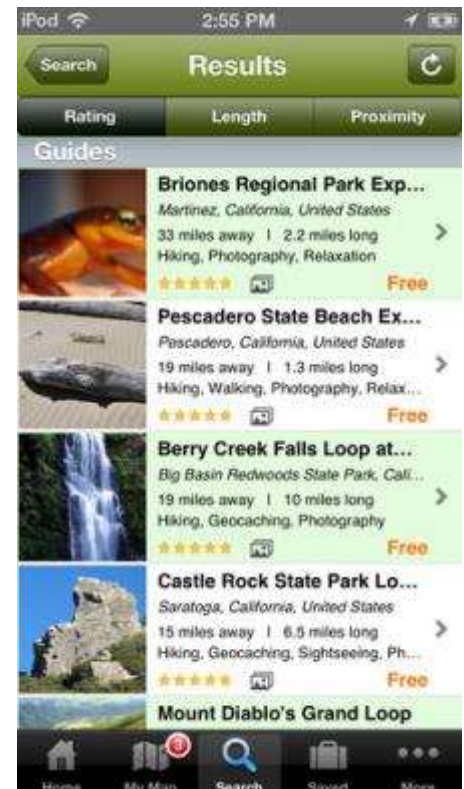 iPod 2:55 PM
Search Results
Rating Length Proximity
Guides
Briones Regional Park Exp...
Martinez, California, United States
33 miles away | 2.2 miles long
Hiking, Photography, Relaxation
Free
Pescadero State Beach Ex...
Pescadero, California, United States
19 miles away | 1.3 miles long
Hiking, Walking, Photography, Relax...
Free
Berry Creek Falls Loop at...
Big Basin Redwoods State Park, Cali...
19 miles away | 10 miles long
Hiking, Geocaching, Photography
Free
Castle Rock State Park Lo...
Saratoga, California, United States
15 miles away | 6.5 miles long
Hiking, Geocaching, Sightseeing, Ph...
Free
Mount Diablo's Grand Loop
3
Home My Map Search Saved More